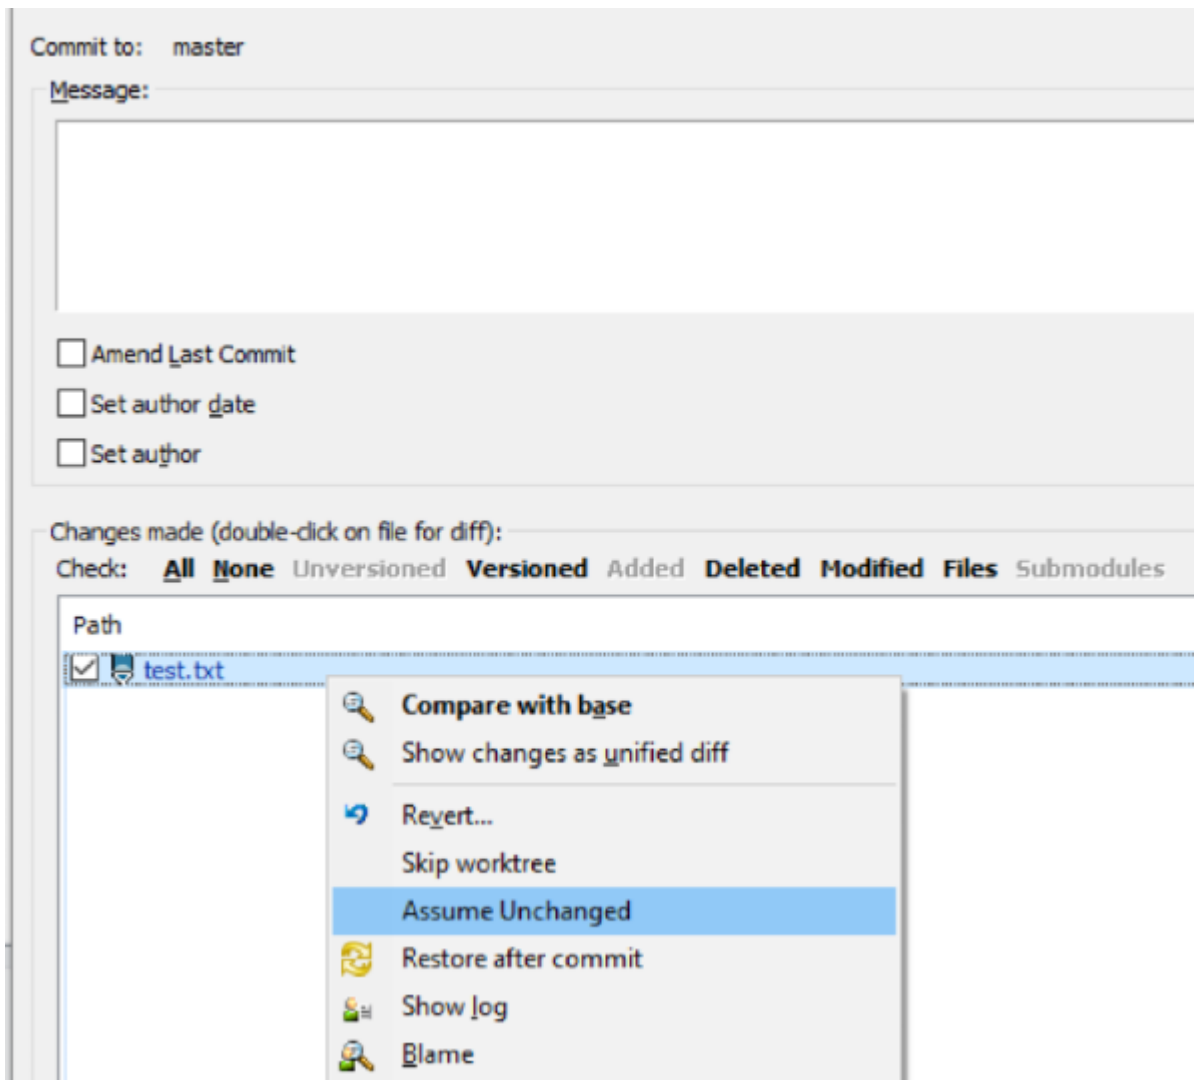 Commit to: master
Message:
Amend Last Commit
Set author date
Set author
Changes made (double-click on file for diff):
Check: All None Unversioned Versioned Added Deleted Modified Files Submodules
Path
test.txt
Compare with base
Show changes as unified diff
Revert...
Skip worktree
Assume Unchanged
Restore after commit
Show log
Blame